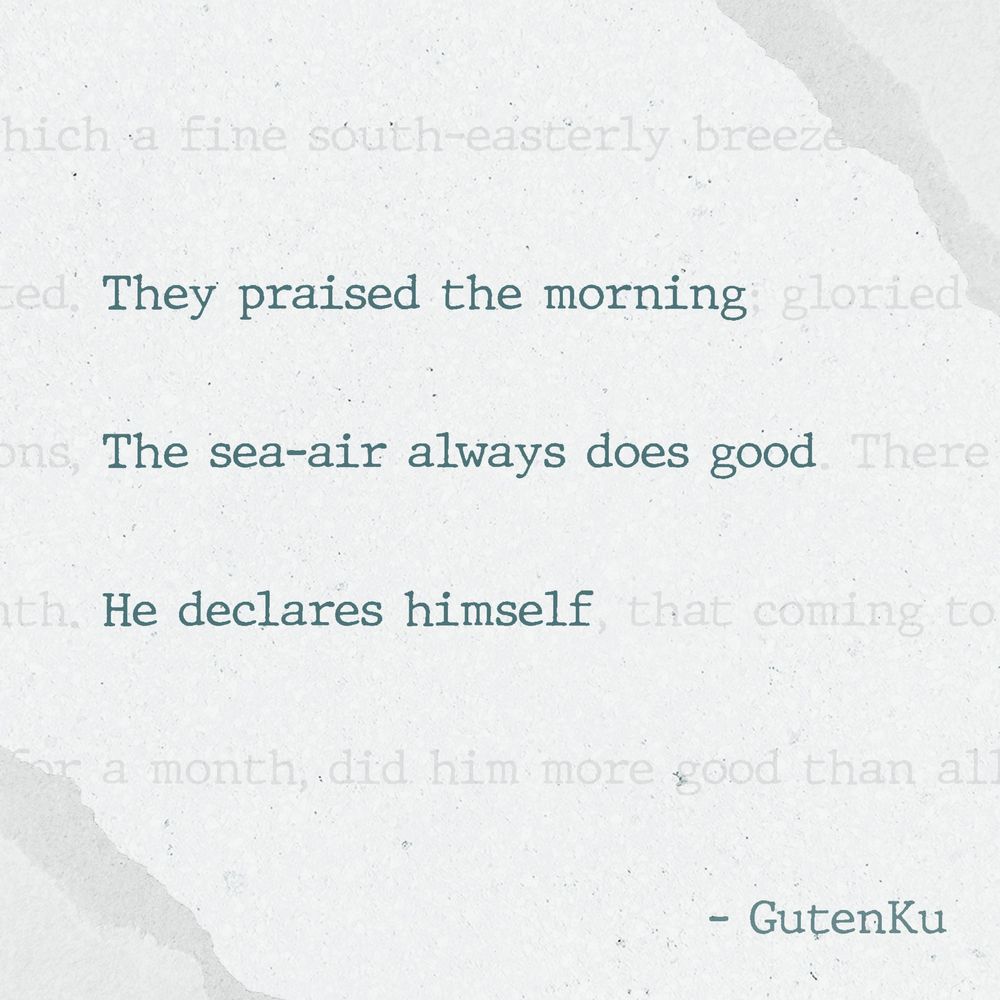 hich a fine south-easterly breeze
ted. They praised the morning; gloried
ons, The sea-air always does good. There
nth. He declares himself, that coming to
for a month, did him more good than all
- GutenKu